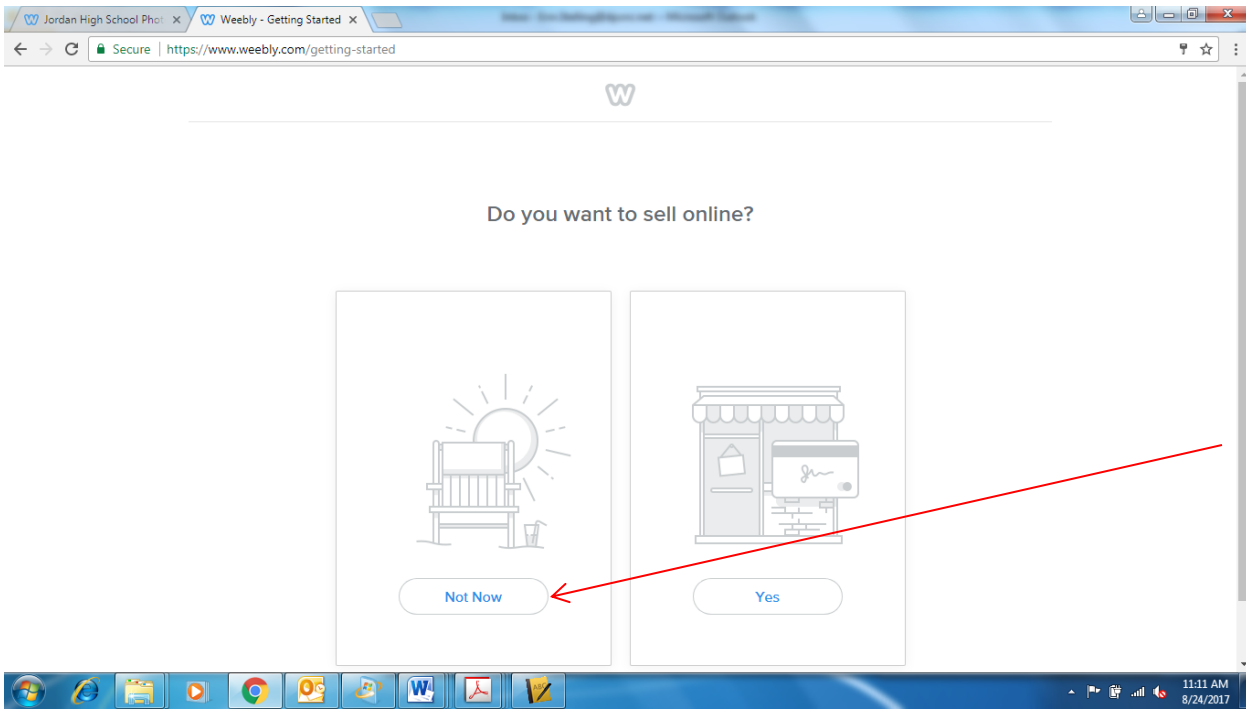 Jordan High School Phot
Weebly - Getting Started
Secure
https://www.weebly.com/getting-started
Do you want to sell online?
Not Now
Yes
ABC
11:11 AM
8/24/2017